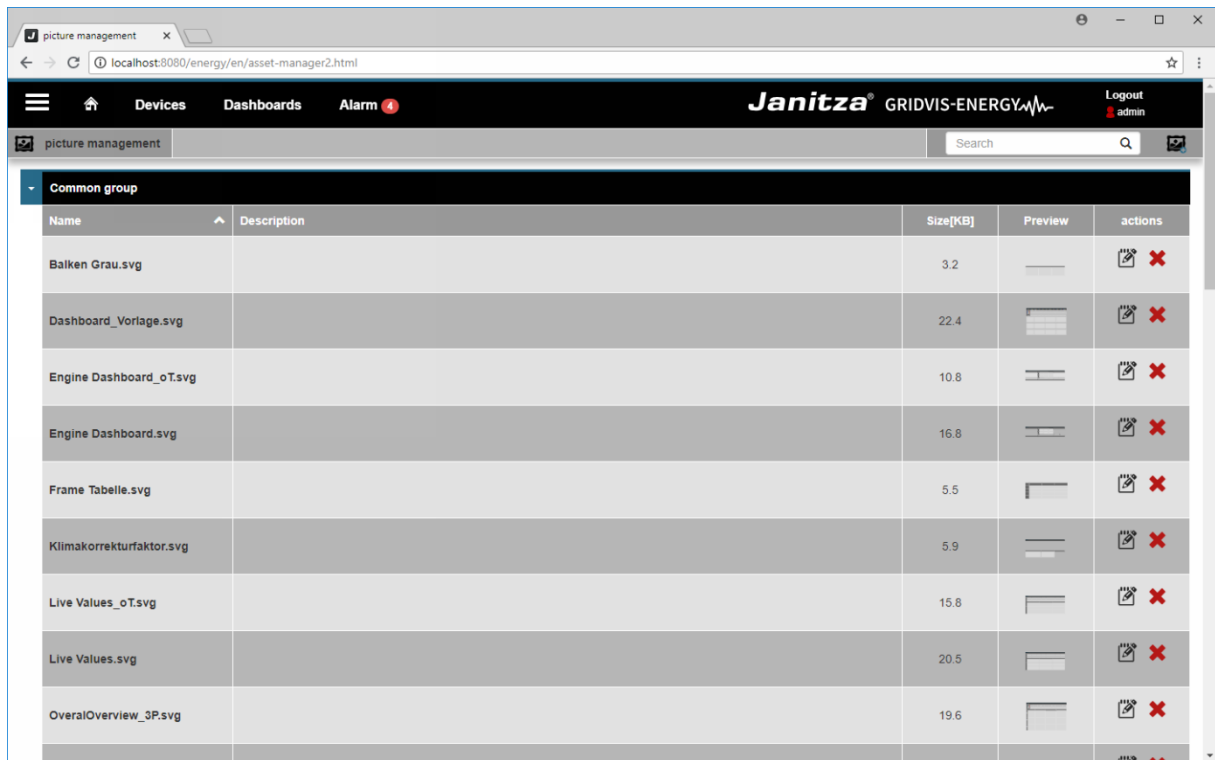 picture management
localhost:8080/energy/en/asset-manager2.html
Devices Dashboards Alarm 4 Janitza® GRIDVIS-ENERGY Logout
admin
picture management Search
Common group
Name Description Size[KB] Preview actions
Balken Grau.svg 3.2
Dashboard_Vorlage.svg 22.4
Engine Dashboard_oT.svg 10.8
Engine Dashboard.svg 16.8
Frame Tabelle.svg 5.5
Klimakorrekturfaktor.svg 5.9
Live Values_oT.svg 15.8
Live Values.svg 20.5
OveralOverview_3P.svg 19.6